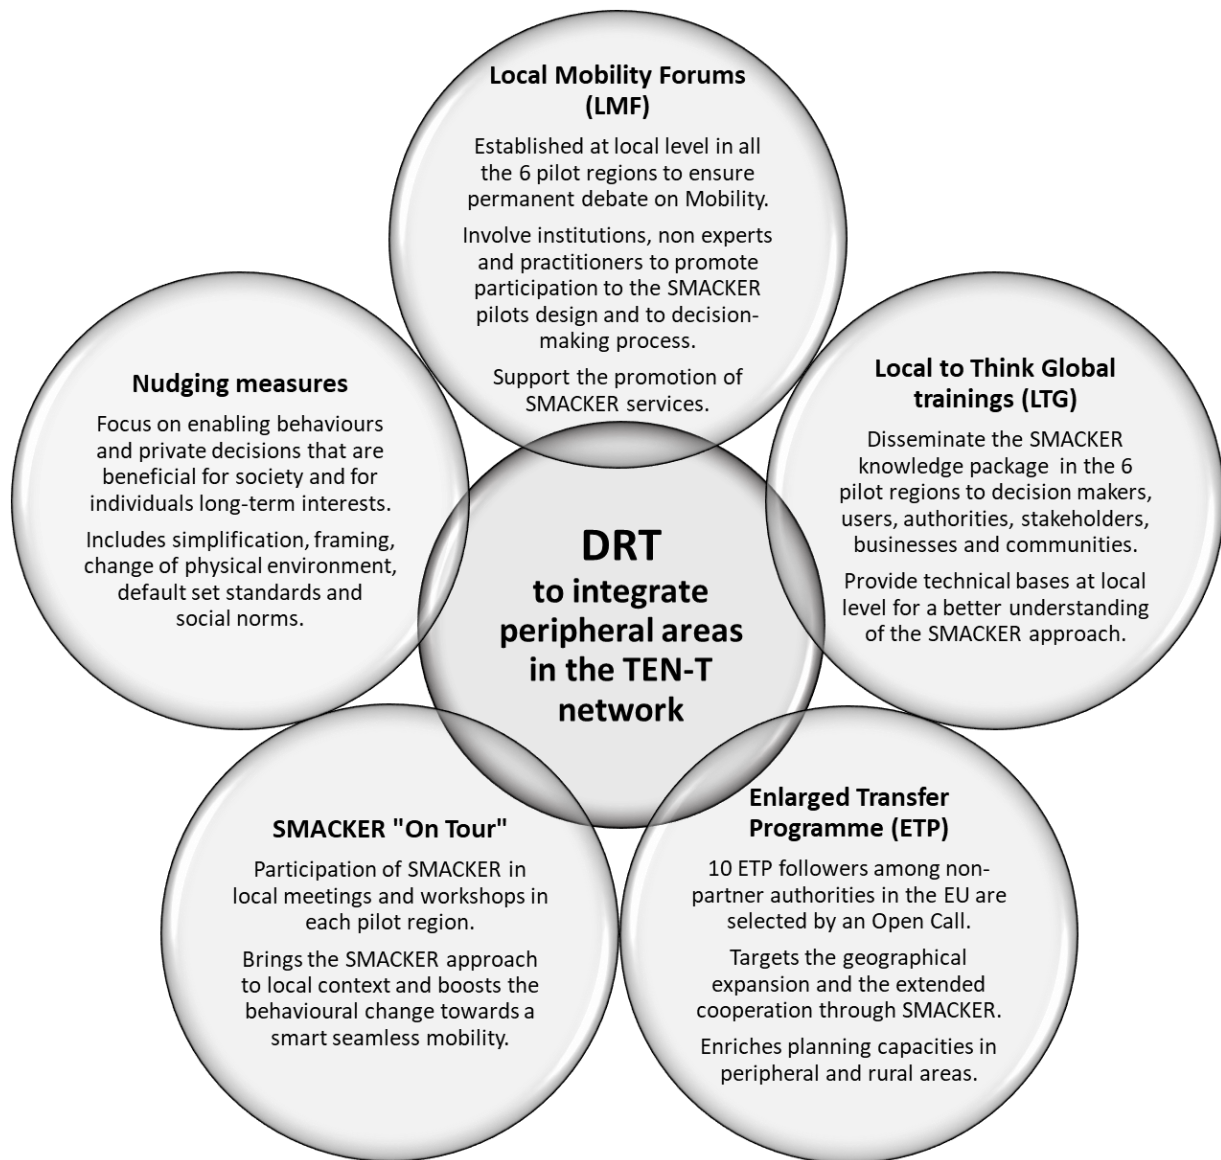 Local Mobility Forums
(LMF)
Established at local level in all
the 6 pilot regions to ensure
permanent debate on Mobility.
Involve institutions, non experts
and practitioners to promote
participation to the SMACKER
pilots design and to decision-
making process.
Support the promotion of
SMACKER services.
Nudging measures
Focus on enabling behaviours
and private decisions that are
beneficial for society and for
individuals long-term interests.
Includes simplification, framing,
change of physical environment,
default set standards and
social norms.
Local to Think Global
trainings (LTG)
Disseminate the SMACKER
knowledge package in the 6
pilot regions to decision makers,
users, authorities, stakeholders,
businesses and communities.
Provide technical bases at local
level for a better understanding
of the SMACKER approach.
DRT
to integrate
peripheral areas
in the TEN-T
network
SMACKER "On Tour"
Participation of SMACKER in
local meetings and workshops in
each pilot region.
Brings the SMACKER approach
to local context and boosts the
behavioural change towards a
smart seamless mobility.
Enlarged Transfer
Programme (ETP)
10 ETP followers among non-
partner authorities in the EU are
selected by an Open Call.
Targets the geographical
expansion and the extended
cooperation through SMACKER.
Enriches planning capacities in
peripheral and rural areas.